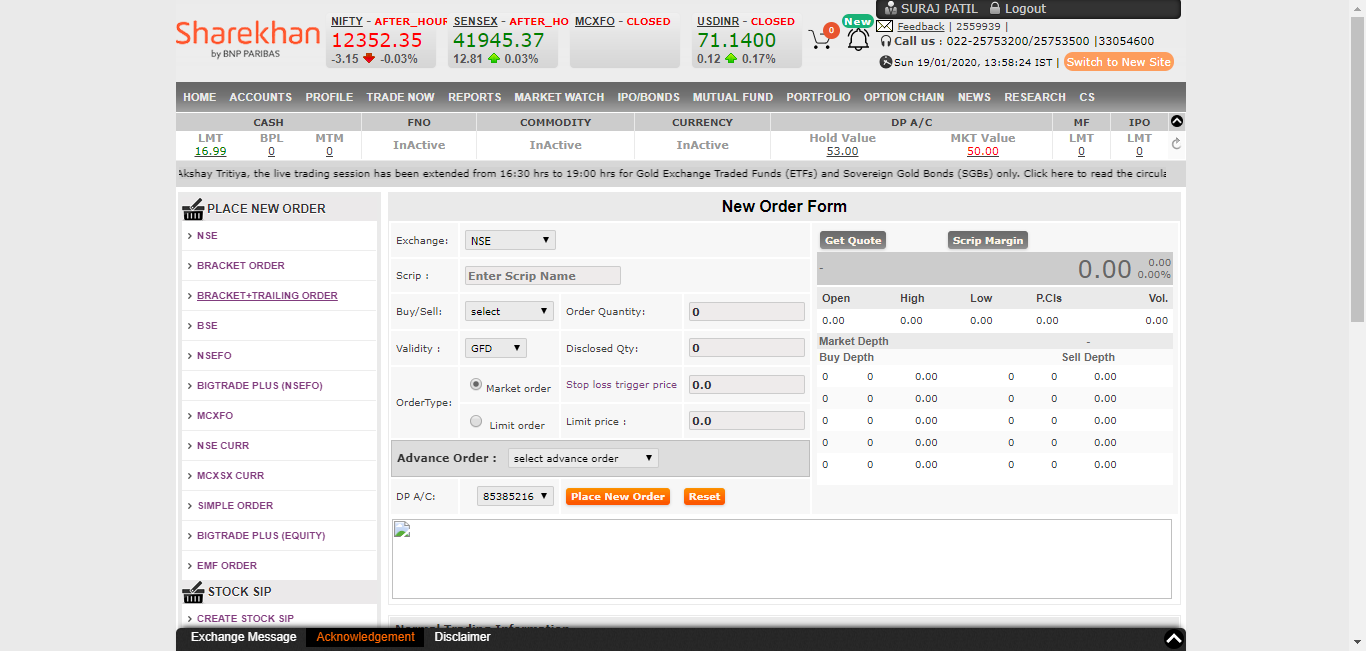 Sharekhan
by BNP PARIBAS
NIFTY - AFTER_HOUR
12352.35
-3.15 -0.03%
SENSEX - AFTER_HO
41945.37
12.81 0.03%
MCXFO - CLOSED
USDINR - CLOSED
71.1400
0.12 0.17%
0
New
SURAJ PATIL Logout
Feedback | 2559939 |
Call us : 022-25753200/25753500 |33054600
Sun 19/01/2020, 13:58:24 IST | Switch to New Site
HOME ACCOUNTS PROFILE TRADE NOW REPORTS MARKET WATCH IPO/BONDS MUTUAL FUND PORTFOLIO OPTION CHAIN NEWS RESEARCH CS
CASH FNO COMMODITY CURRENCY DP A/C MF IPO
LMT BPL MTM InActive InActive InActive Hold Value MKT Value LMT LMT
16.99 0 0 53.00 50.00 0 0
Akshay Tritiya, the live trading session has been extended from 16:30 hrs to 19:00 hrs for Gold Exchange Traded Funds (ETFs) and Sovereign Gold Bonds (SGBs) only. Click here to read the circula
PLACE NEW ORDER
NSE
BRACKET ORDER
BRACKET+TRAILING ORDER
BSE
NSEFO
BIGTRADE PLUS (NSEFO)
MCXFO
NSE CURR
MCXSX CURR
SIMPLE ORDER
BIGTRADE PLUS (EQUITY)
EMF ORDER
STOCK SIP
CREATE STOCK SIP
New Order Form
Exchange: NSE
Scrip : Enter Scrip Name
Buy/Sell: select Order Quantity: 0
Validity : GFD Disclosed Qty: 0
OrderType: Market order Stop loss trigger price 0.0
Limit order Limit price : 0.0
Advance Order : select advance order
DP A/C: 85385216 Place New Order Reset
Get Quote Scrip Margin
- 0.00 0.00
0.00%
Open High Low P.Cls Vol.
0.00 0.00 0.00 0.00 0.00
Market Depth -
Buy Depth Sell Depth
0 0 0.00 0 0 0.00
0 0 0.00 0 0 0.00
0 0 0.00 0 0 0.00
0 0 0.00 0 0 0.00
0 0 0.00 0 0 0.00
Normal Trading Information
Exchange Message Acknowledgement Disclaimer